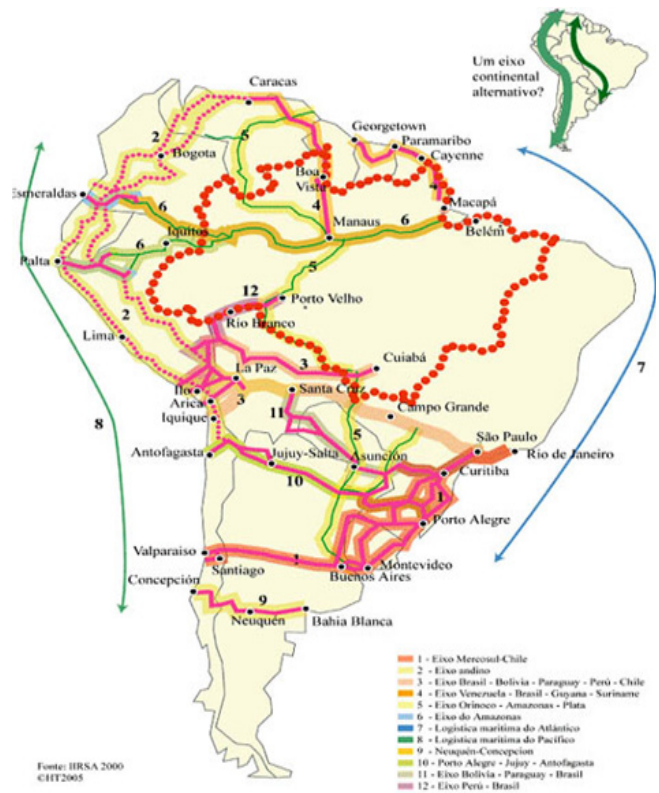 Um eixo
continental
alternativo?
Caracas
Georgetown
Paramaribo
Cayenne
2
5
Bogota
Boa
Vista
Esmeraldas
4
Macapá
6
Manaus
6
Belém
Iquitos
6
Palta
5
12
Porto Velho
7
Rio Branco
2
Lima
3
Cuiabá
La Paz
Ilo
Santa Cruz
Arica
3
Campo Grande
Iquique
11
8
5
São Paulo
Antofagasta
Jujuy-Salta
Asunción
Rio de Janeiro
10
Curitiba
1
Porto Alegre
Valparaiso
1
Santiago
Montevideo
Buenos Aires
Concepción
9
Neuquén
Bahia Blanca
1 - Eixo Mercosul-Chile
2 - Eixo andino
3 - Eixo Brasil - Bolivia - Paraguay - Perú - Chile
4 - Eixo Venezuela - Brasil - Guyana - Suriname
5 - Eixo Orinoco - Amazonas - Plata
6 - Eixo do Amazonas
7 - Logística maritima do Atlântico
8 - Logística maritima do Pacífico
9 - Neuquén-Concepcion
10 - Porto Alegre - Jujuy - Antofagasta
11 - Eixo Bolivia - Paraguay - Brasil
12 - Eixo Perú - Brasil
Fonte: IIRSA 2000
©HT2005